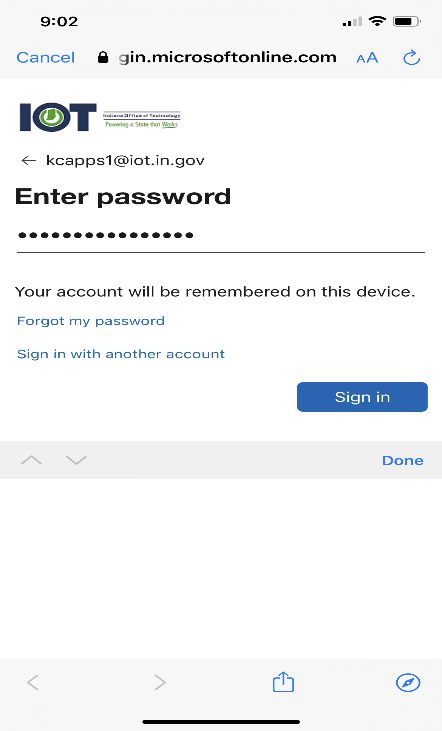 9:02
Cancel gin.microsoftonline.com AA
IOT Indiana Office of Technology
Powering a State that Works
kcapps1@iot.in.gov
Enter password
Your account will be remembered on this device.
Forgot my password
Sign in with another account
Sign in
Done